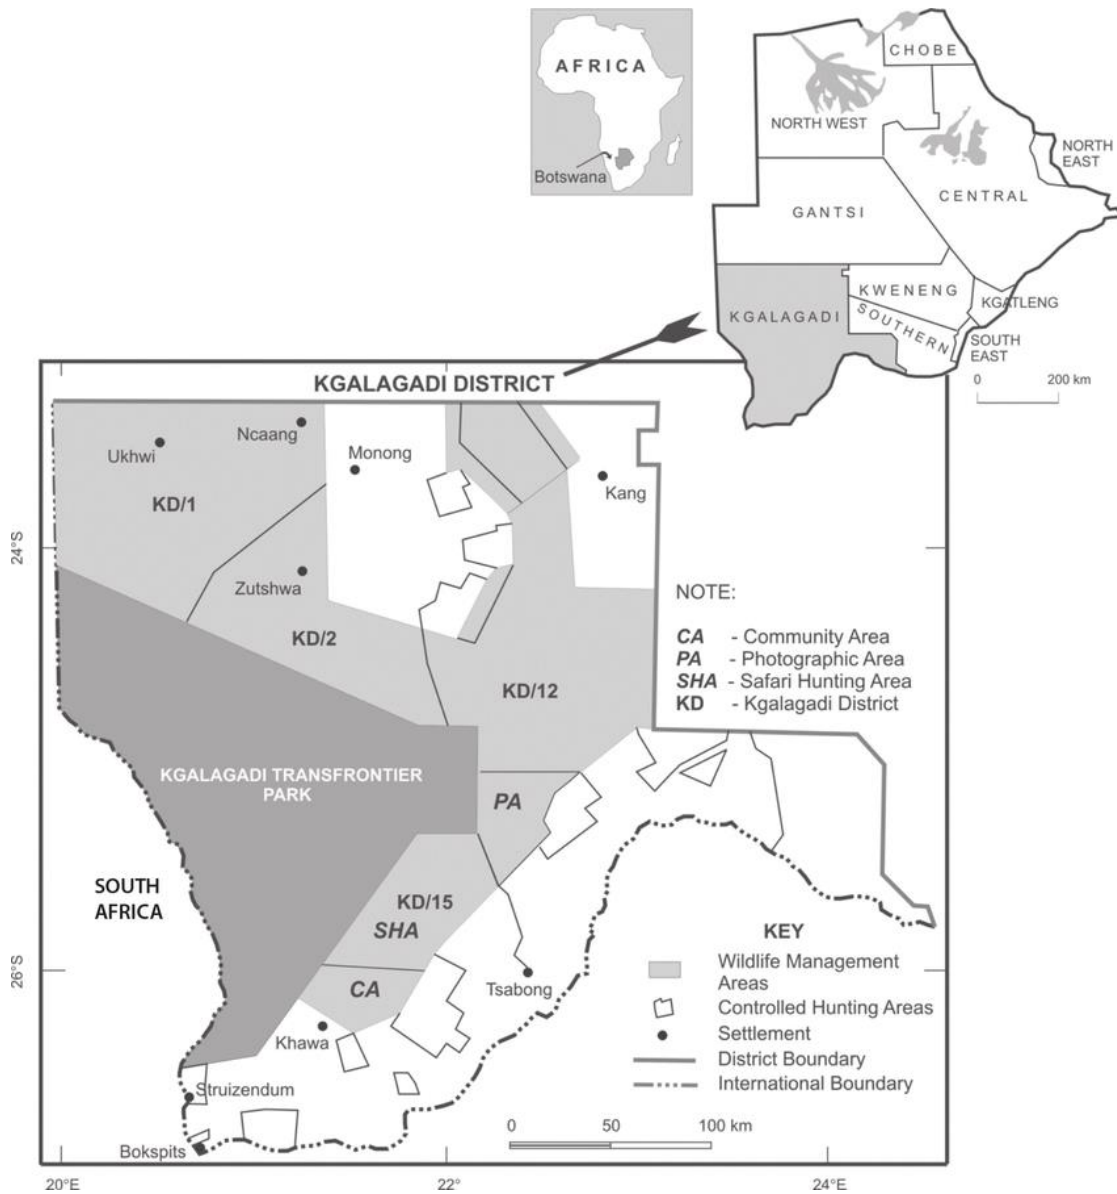 AFRICA
Botswana
CHOBE
NORTH WEST
NORTH
EAST
CENTRAL
GANTSI
KWENENG
KGATLENG
KGALAGADI
SOUTHERN
SOUTH
EAST
0 200 km
KGALAGADI DISTRICT
Ncaang
Ukhwi
Monong
Kang
KD/1
24°S
Zutshwa
KD/2
KD/12
NOTE:
CA - Community Area
PA - Photographic Area
SHA - Safari Hunting Area
KD - Kgalagadi District
KGALAGADI TRANSFRONTIER
PARK
PA
SOUTH
AFRICA
KD/15
SHA
CA
26°S
Tsabong
Khawa
Struizendum
Bokspits
KEY
Wildlife Management
Areas
Controlled Hunting Areas
Settlement
District Boundary
International Boundary
0 50 100 km
20°E 22° 24°E